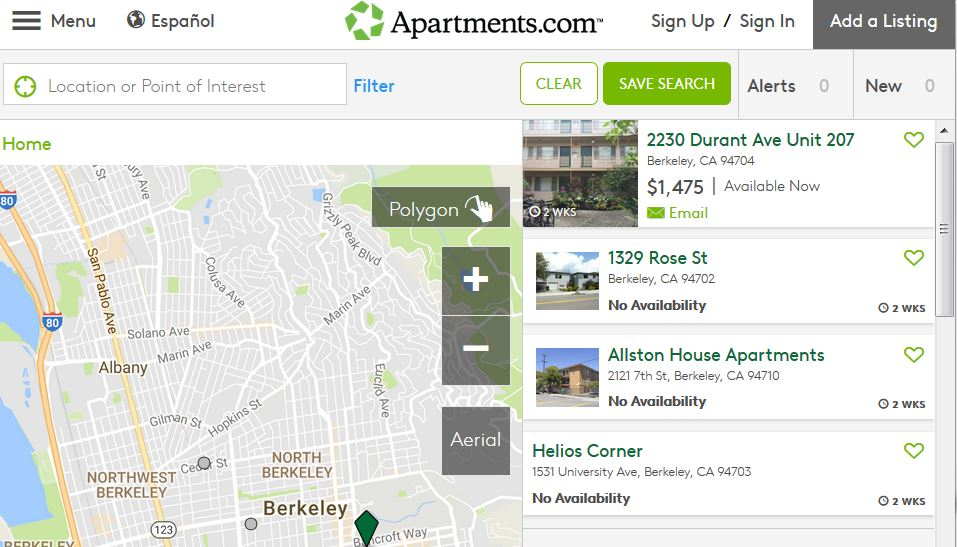 Menu
Español
Apartments.com™
Sign Up / Sign In
Add a Listing
Location or Point of Interest
Filter
CLEAR
SAVE SEARCH
Alerts 0
New 0
Home
Polygon
+
−
Aerial
80
San Pablo Ave
Colusa Ave
Grizzly Peak Blvd
Marin Ave
80
Solano Ave
Marin Ave
Albany
Euclid Ave
Gilman St
Hopkins St
Cedar St
NORTHWEST
BERKELEY
NORTH
BERKELEY
Berkeley
123
Bancroft Way
BERKELEY
2 WKS
2230 Durant Ave Unit 207
Berkeley, CA 94704
$1,475 | Available Now
Email
1329 Rose St
Berkeley, CA 94702
No Availability
2 WKS
Allston House Apartments
2121 7th St, Berkeley, CA 94710
No Availability
2 WKS
Helios Corner
1531 University Ave, Berkeley, CA 94703
No Availability
2 WKS